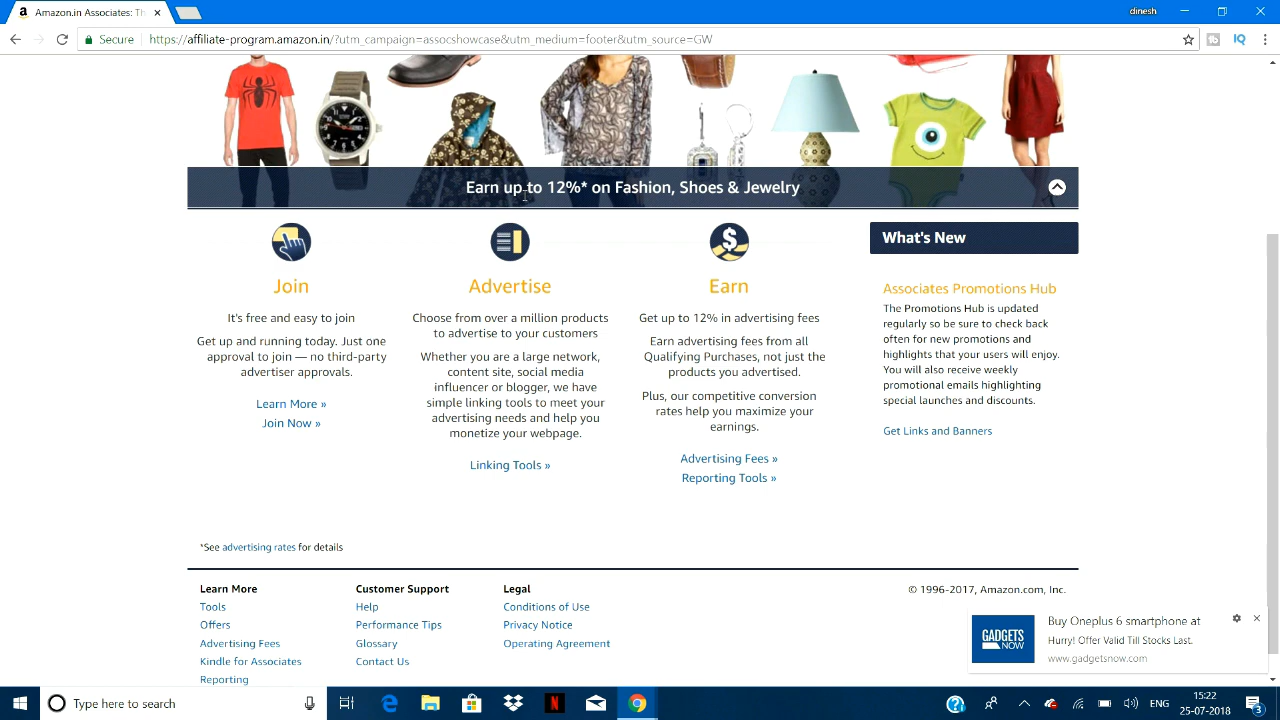 Amazon.in Associates: Th
dinesh
Secure
https://affiliate-program.amazon.in/?utm_campaign=assocshowcase&utm_medium=footer&utm_source=GW
Earn up to 12%* on Fashion, Shoes & Jewelry
Join
It's free and easy to join
Get up and running today. Just one
approval to join — no third-party
advertiser approvals.
Learn More »
Join Now »
Advertise
Choose from over a million products
to advertise to your customers
Whether you are a large network,
content site, social media
influencer or blogger, we have
simple linking tools to meet your
advertising needs and help you
monetize your webpage.
Linking Tools »
Earn
Get up to 12% in advertising fees
Earn advertising fees from all
Qualifying Purchases, not just the
products you advertised.
Plus, our competitive conversion
rates help you maximize your
earnings.
Advertising Fees »
Reporting Tools »
What's New
Associates Promotions Hub
The Promotions Hub is updated
regularly so be sure to check back
often for new promotions and
highlights that your users will enjoy.
You will also receive weekly
promotional emails highlighting
special launches and discounts.
Get Links and Banners
*See advertising rates for details
Learn More
Tools
Offers
Advertising Fees
Kindle for Associates
Reporting
Customer Support
Help
Performance Tips
Glossary
Contact Us
Legal
Conditions of Use
Privacy Notice
Operating Agreement
© 1996-2017, Amazon.com, Inc.
GADGETS
NOW
Buy Oneplus 6 smartphone at
Hurry! Offer Valid Till Stocks Last.
www.gadgetsnow.com
Type here to search
ENG
15:22
25-07-2018
3